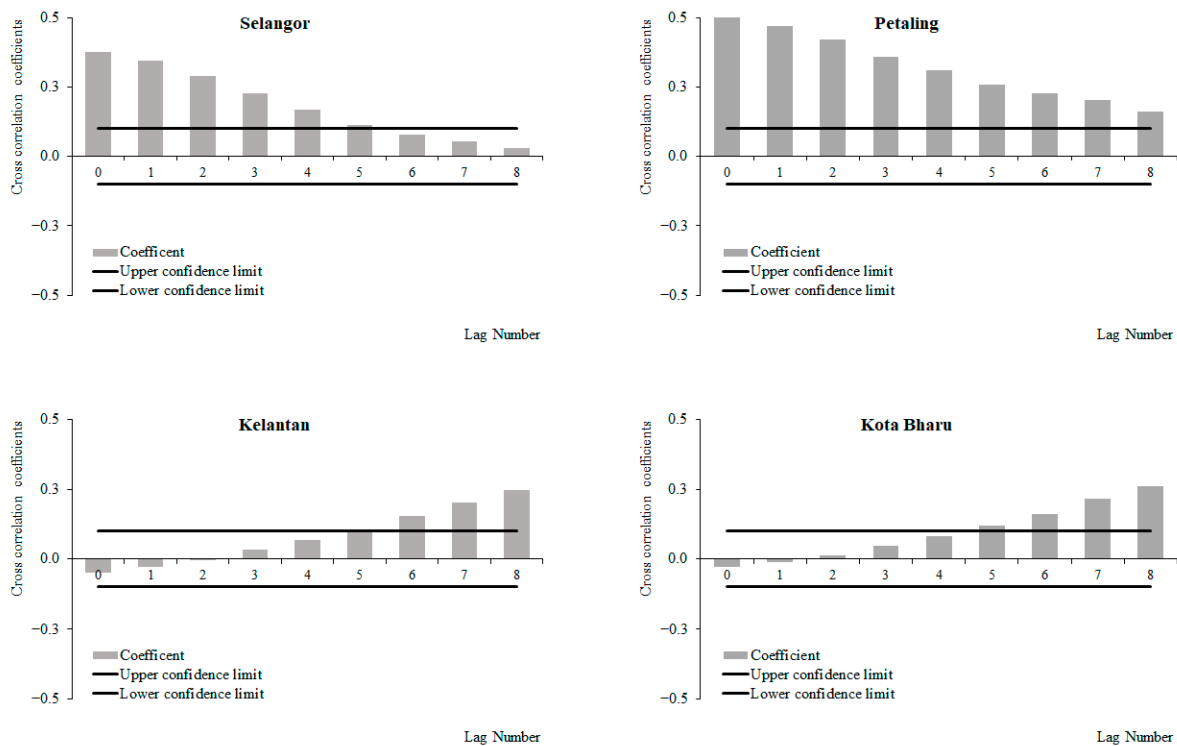 Selangor
Cross correlation coefficients
0.5
0.3
0.0
−0.3
−0.5
0 1 2 3 4 5 6 7 8
Coefficent
Upper confidence limit
Lower confidence limit
Lag Number
Petaling
Cross correlation coefficients
0.5
0.3
0.0
−0.3
−0.5
0 1 2 3 4 5 6 7 8
Coefficient
Upper confidence limit
Lower confidence limit
Lag Number
Kelantan
Cross correlation coefficients
0.5
0.3
0.0
−0.3
−0.5
0 1 2 3 4 5 6 7 8
Coefficent
Upper confidence limit
Lower confidence limit
Lag Number
Kota Bharu
Cross correlation coefficients
0.5
0.3
0.0
−0.3
−0.5
0 1 2 3 4 5 6 7 8
Coefficient
Upper confidence limit
Lower confidence limit
Lag Number